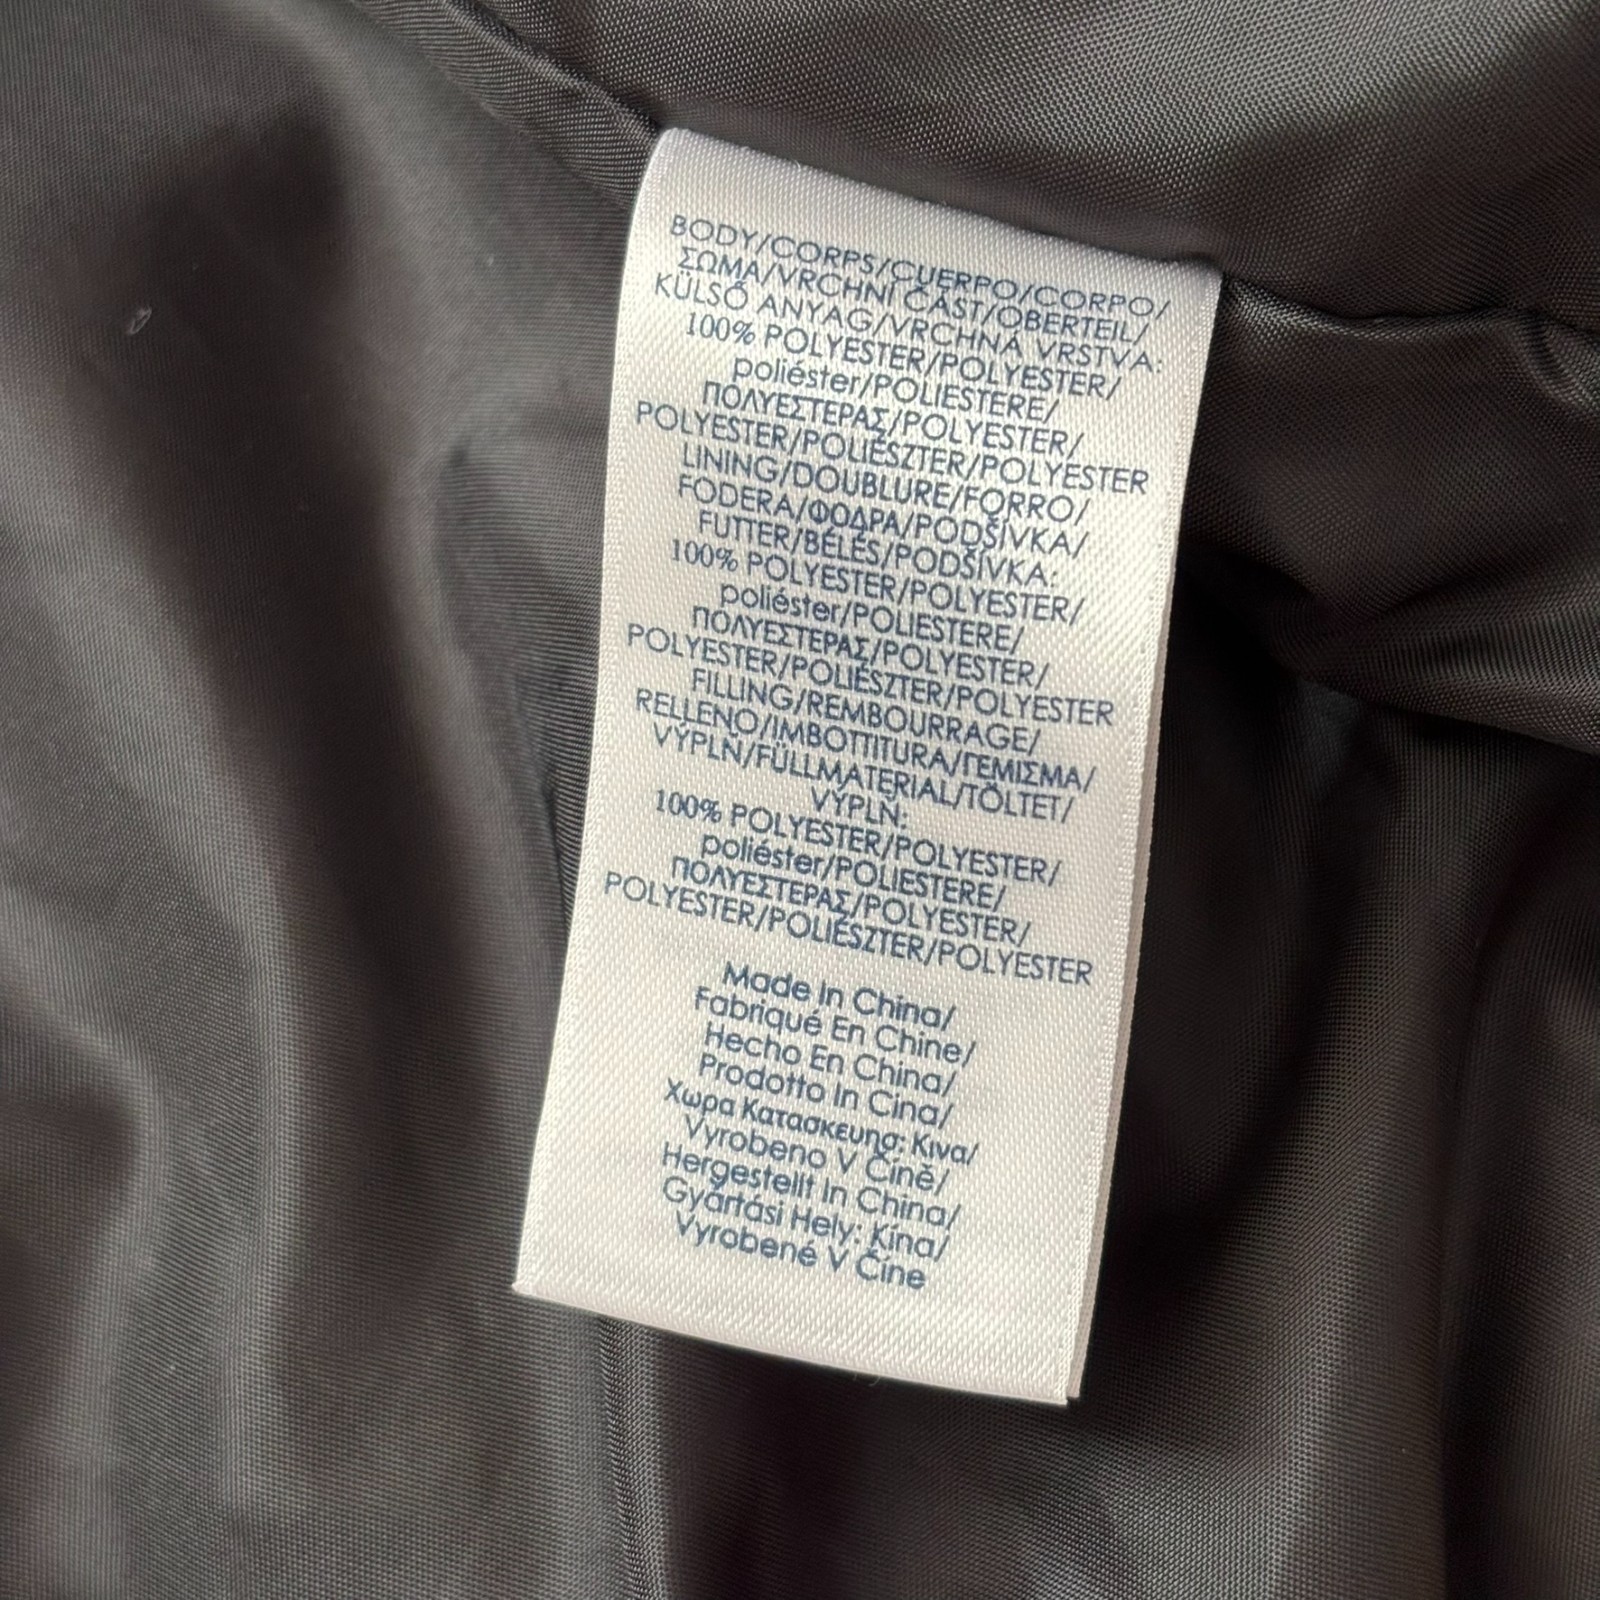 BODY/CORPS/CUERPO/CORPO/
ΣΩΜΑ/VRCHNÍ ČÁST/OBERTEIL/
KÜLSŐ ANYAG/VRCHNÁ VRSTVA:
100% POLYESTER/POLYESTER/
poliéster/POLIESTERE/
ΠΟΛΥΕΣΤΕΡΑΣ/POLYESTER/
POLYESTER/POLIÉSZTER/POLYESTER
LINING/DOUBLURE/FORRO/
FODERA/ΦΟΔΡΑ/PODŠÍVKA/
FUTTER/BÉLÉS/PODŠÍVKA:
100% POLYESTER/POLYESTER/
poliéster/POLIESTERE/
ΠΟΛΥΕΣΤΕΡΑΣ/POLYESTER/
POLYESTER/POLIÉSZTER/POLYESTER
FILLING/REMBOURRAGE/
RELLENO/IMBOTTITURA/ΓΕΜΙΣΜΑ/
VÝPLŇ/FÜLLMATERIAL/TÖLTET/
VÝPLŇ:
100% POLYESTER/POLYESTER/
poliéster/POLIESTERE/
ΠΟΛΥΕΣΤΕΡΑΣ/POLYESTER/
POLYESTER/POLIÉSZTER/POLYESTER
Made In China/
Fabriqué En Chine/
Hecho En China/
Prodotto In Cina/
Χωρα Κατασκευης: Κινα/
Vyrobeno V Číně/
Hergestellt In China/
Gyártási Hely: Kína/
Vyrobené V Číne